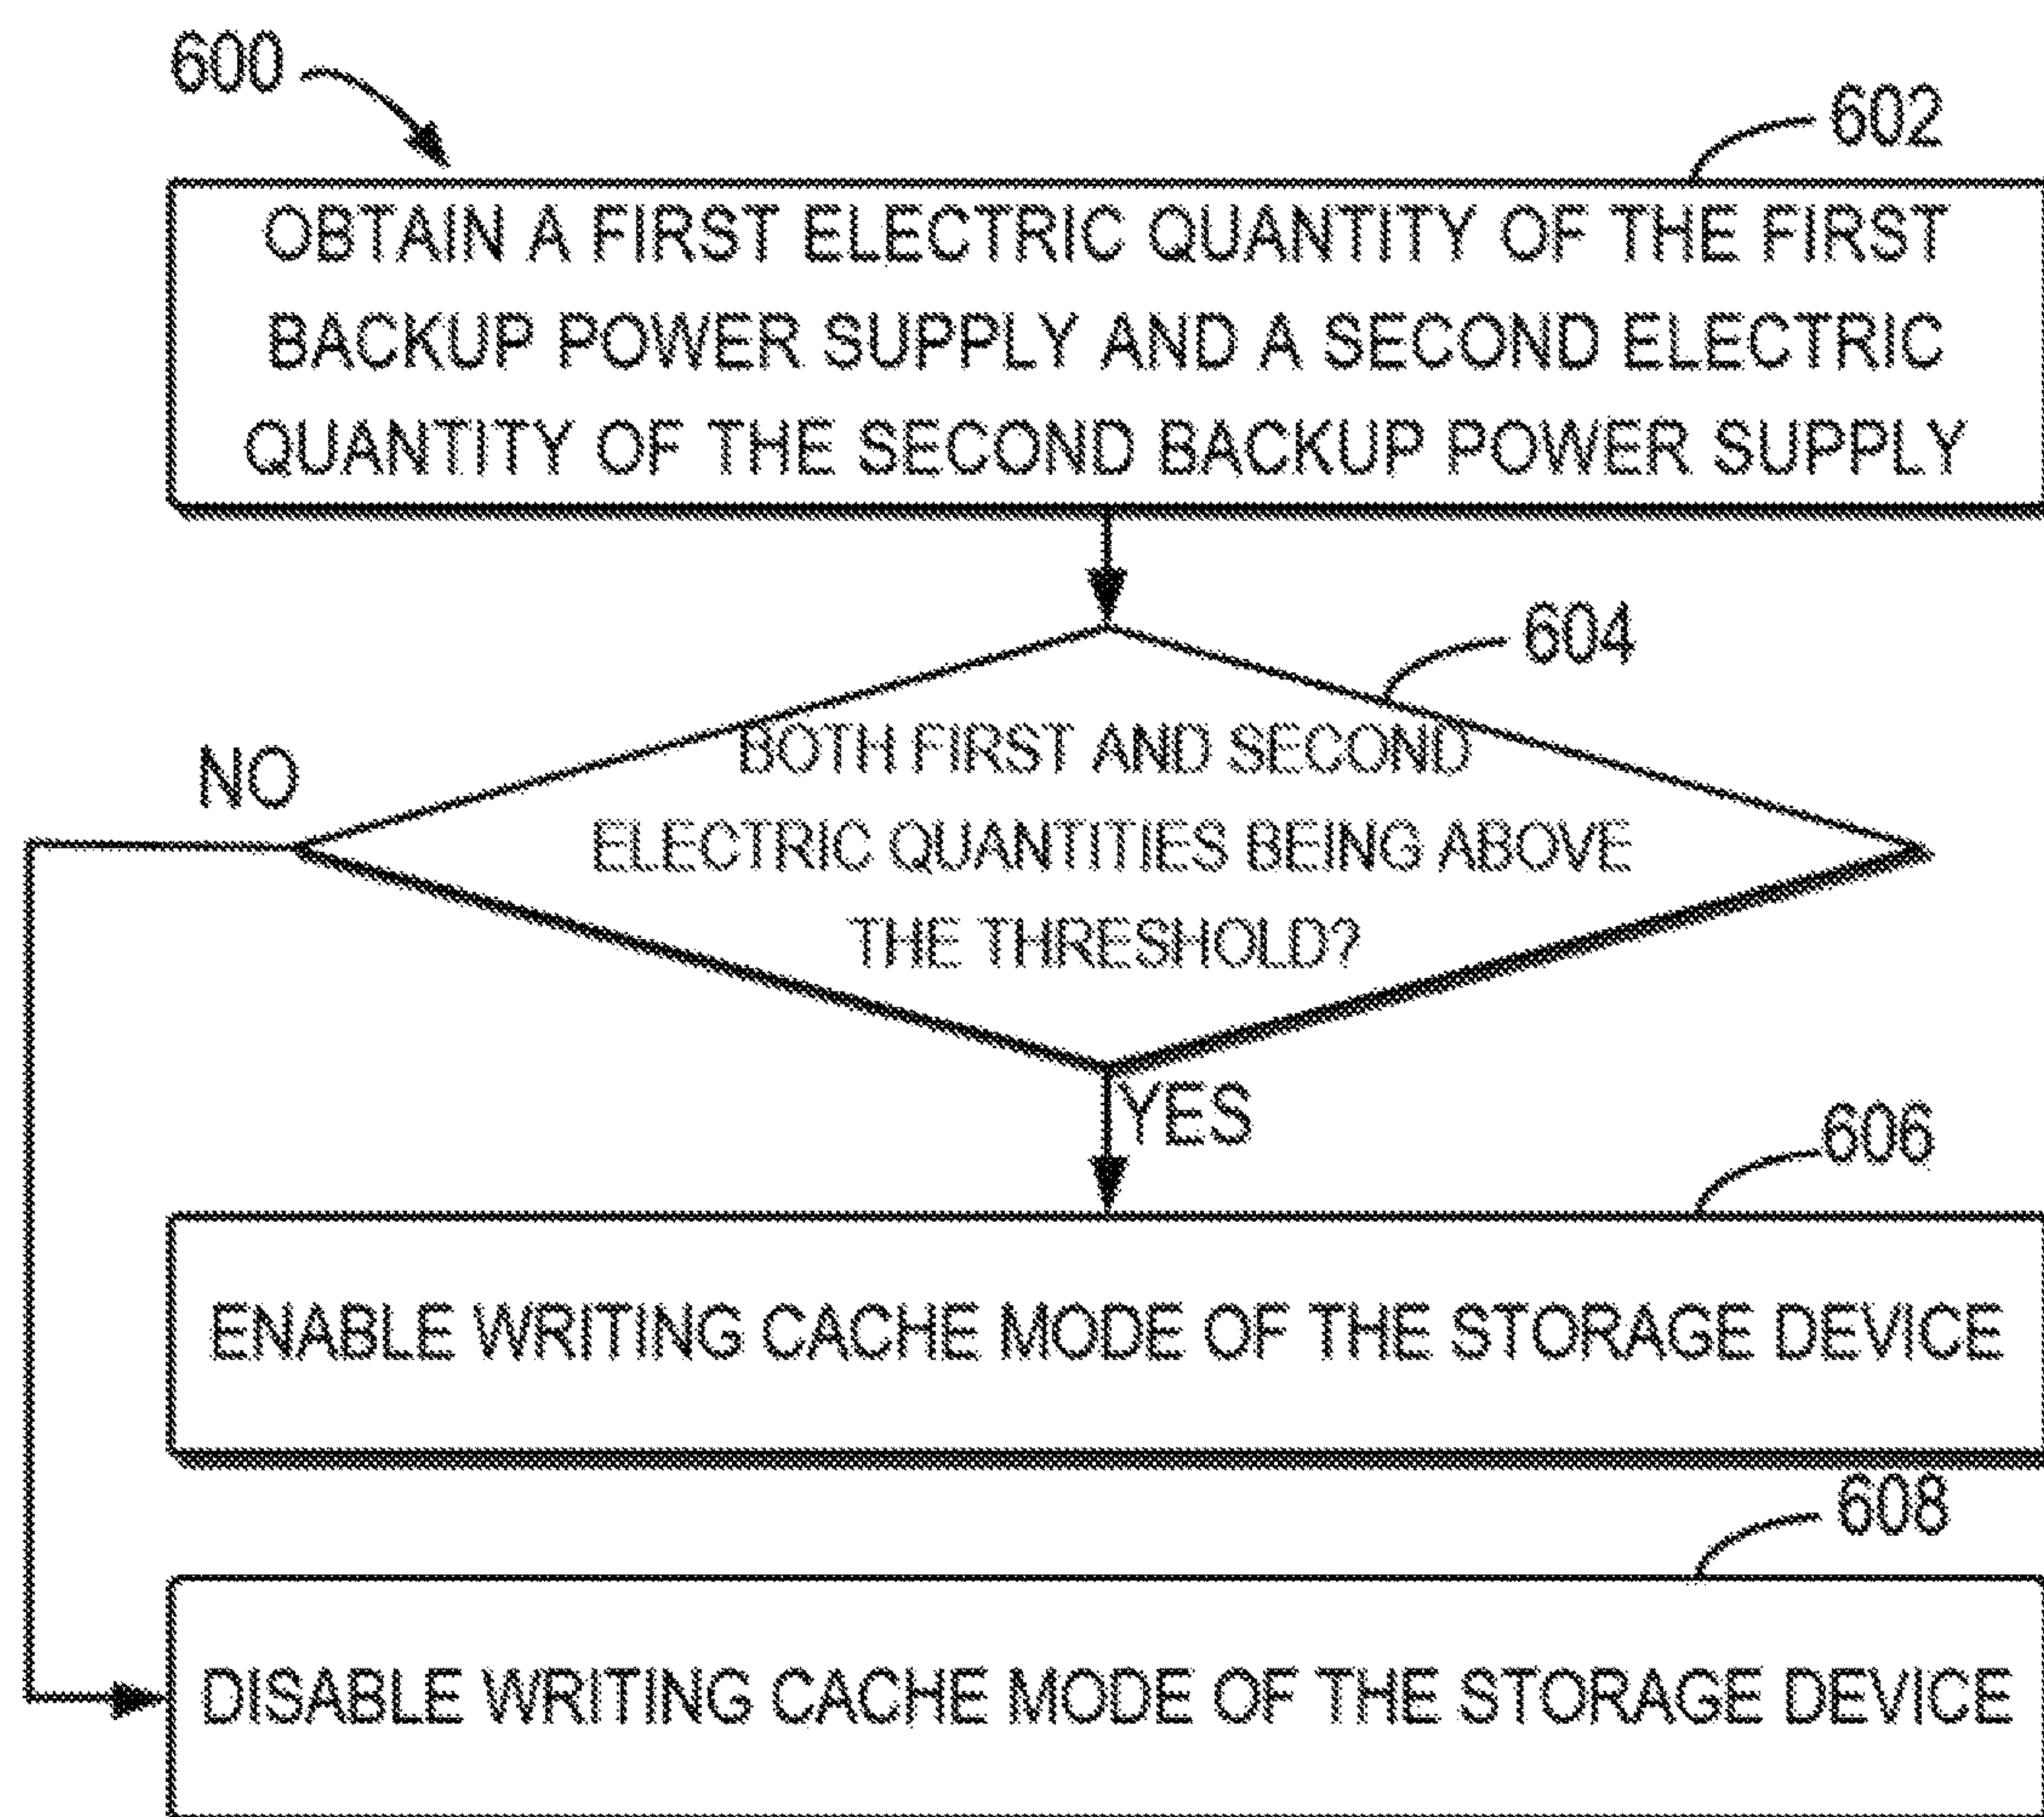 600
602
OBTAIN A FIRST ELECTRIC QUANTITY OF THE FIRST
BACKUP POWER SUPPLY AND A SECOND ELECTRIC
QUANTITY OF THE SECOND BACKUP POWER SUPPLY
604
NO
BOTH FIRST AND SECOND
ELECTRIC QUANTITIES BEING ABOVE
THE THRESHOLD?
YES
606
ENABLE WRITING CACHE MODE OF THE STORAGE DEVICE
608
DISABLE WRITING CACHE MODE OF THE STORAGE DEVICE